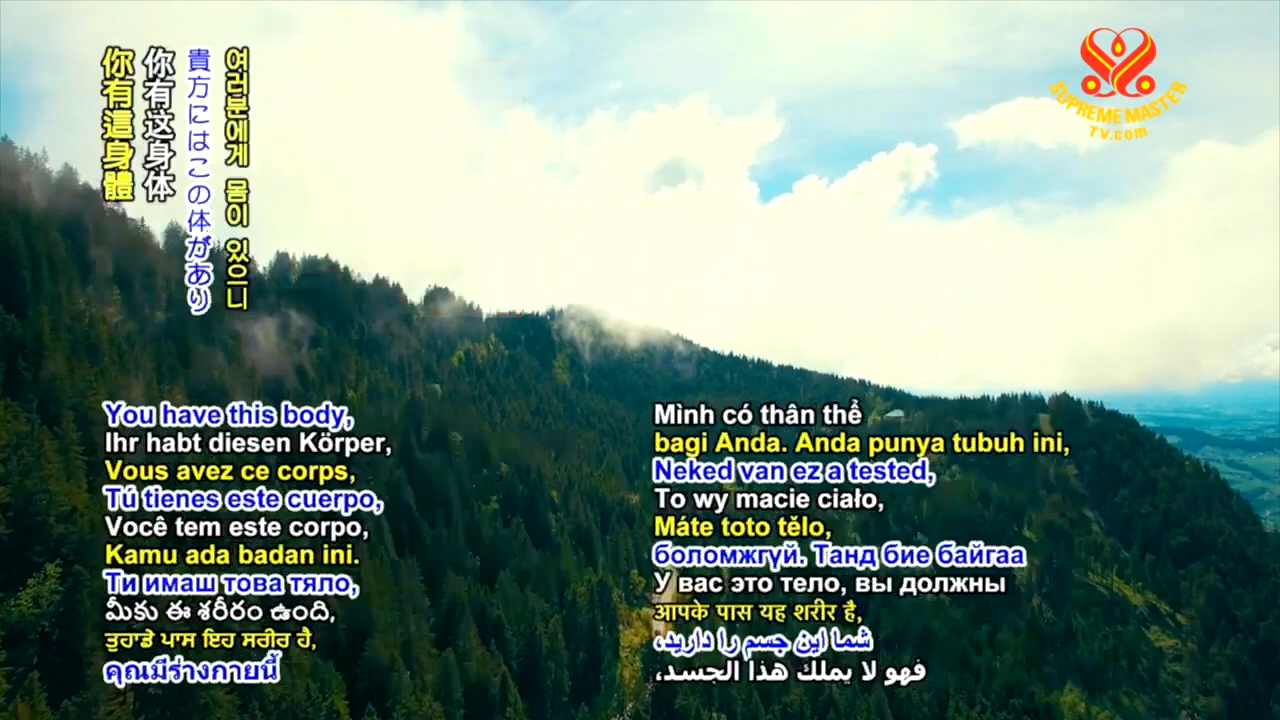 你有這身體
你有这身体
貴方にはこの体があり
여러분에게 몸이 있으니
SUPREME MASTER
TV.com
You have this body,
Ihr habt diesen Körper,
Vous avez ce corps,
Tú tienes este cuerpo,
Você tem este corpo,
Kamu ada badan ini.
Ти имаш това тяло,
మీకు ఈ శరీరం ఉంది,
ਤੁਹਾਡੇ ਪਾਸ ਇਹ ਸਰੀਰ ਹੈ,
คุณมีร่างกายนี้
Mình có thân thể
bagi Anda. Anda punya tubuh ini,
Neked van ez a tested,
To wy macie ciało,
Máte toto tělo,
боломжгүй. Танд бие байгаа
У вас это тело, вы должны
आपके पास यह शरीर है,
شما این جسم را دارید،
فهو لا يملك هذا الجسد،